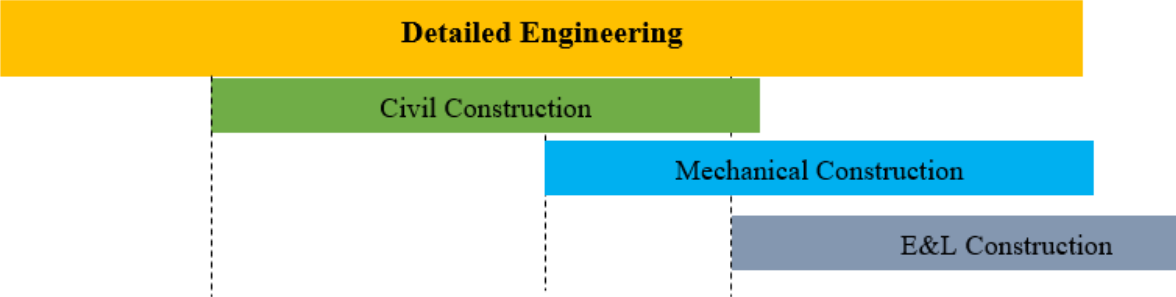 Detailed Engineering
Civil Construction
Mechanical Construction
E&L Construction